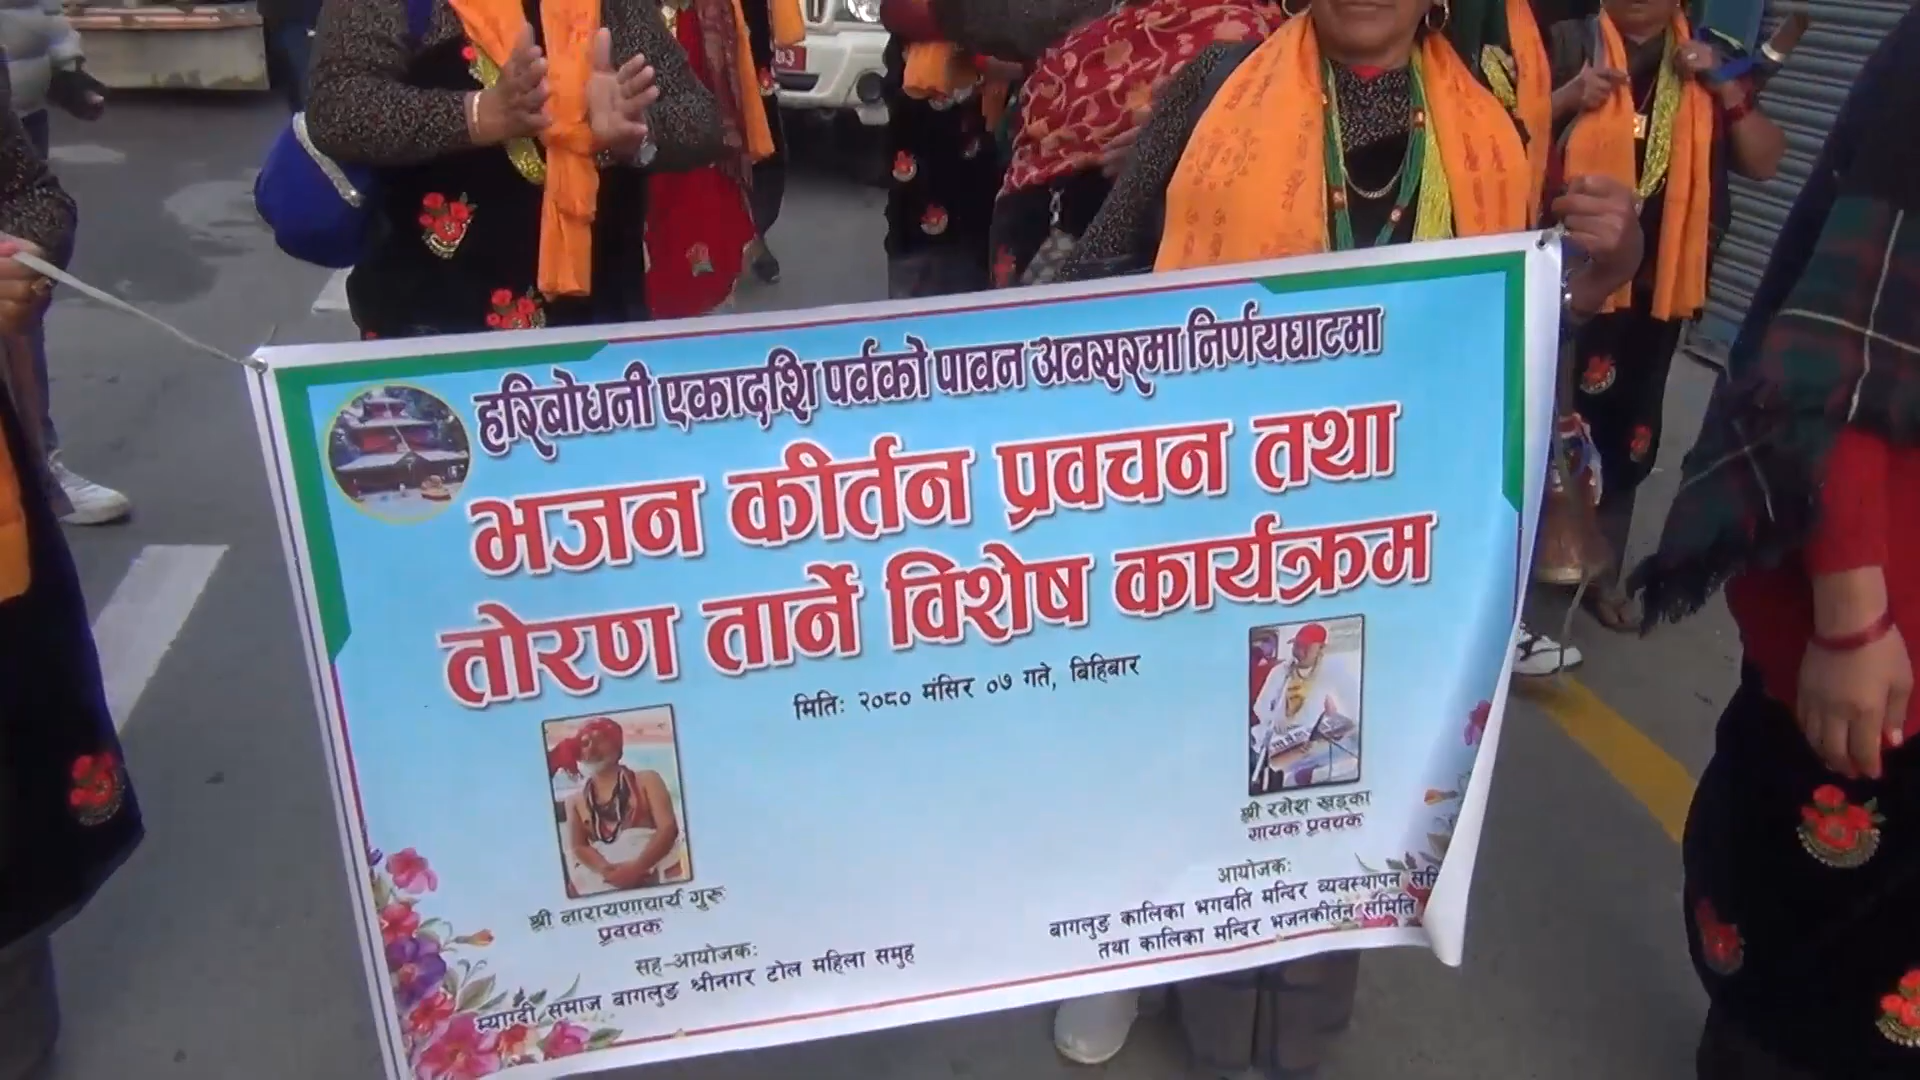 हरिबोधनी एकादशि पर्वको पावन अवसरमा निर्णयघाटमा
भजन कीर्तन प्रवचन तथा
तोरण तार्ने विशेष कार्यक्रम
मितिः २०८० मंसिर ०७ गते, बिहिबार
श्री नारायणाचार्य गुरू
प्रवचक
श्री रमेश खड्का
गायक प्रवचक
सह-आयोजकः
म्याग्दी समाज बागलुङ श्रीनगर टोल महिला समुह
आयोजकः
बागलुङ कालिका भगवति मन्दिर व्यवस्थापन
तथा कालिका मन्दिर भजनकीर्तन समिति